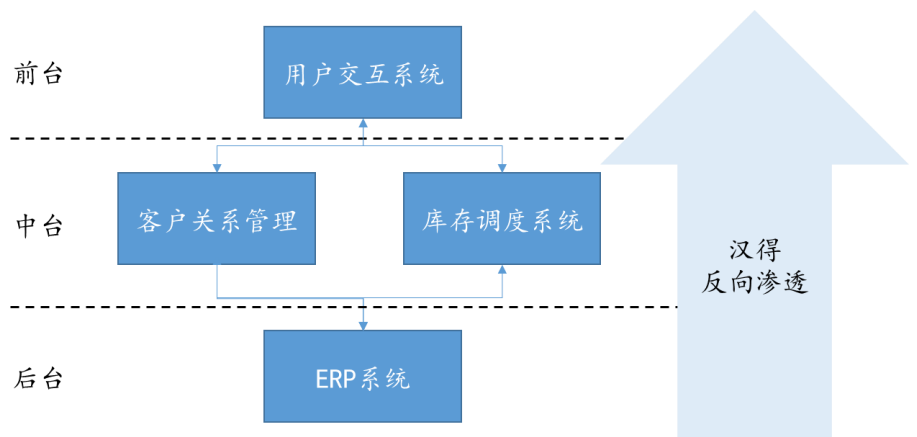 前台
用户交互系统
中台
客户关系管理
库存调度系统
汉得
反向渗透
后台
ERP系统